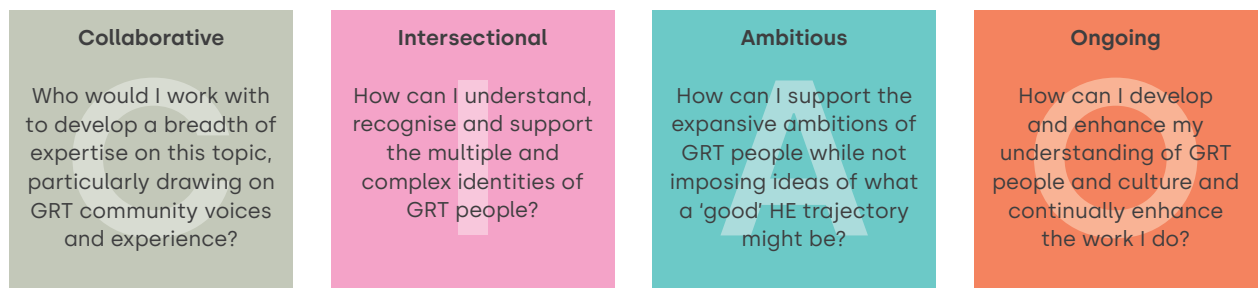 Collaborative
Who would I work with
to develop a breadth of
expertise on this topic,
particularly drawing on
GRT community voices
and experience?
C
Intersectional
How can I understand,
recognise and support
the multiple and
complex identities of
GRT people?
I
Ambitious
How can I support the
expansive ambitions of
GRT people while not
imposing ideas of what
a ‘good’ HE trajectory
might be?
A
Ongoing
How can I develop
and enhance my
understanding of GRT
people and culture and
continually enhance
the work I do?
O